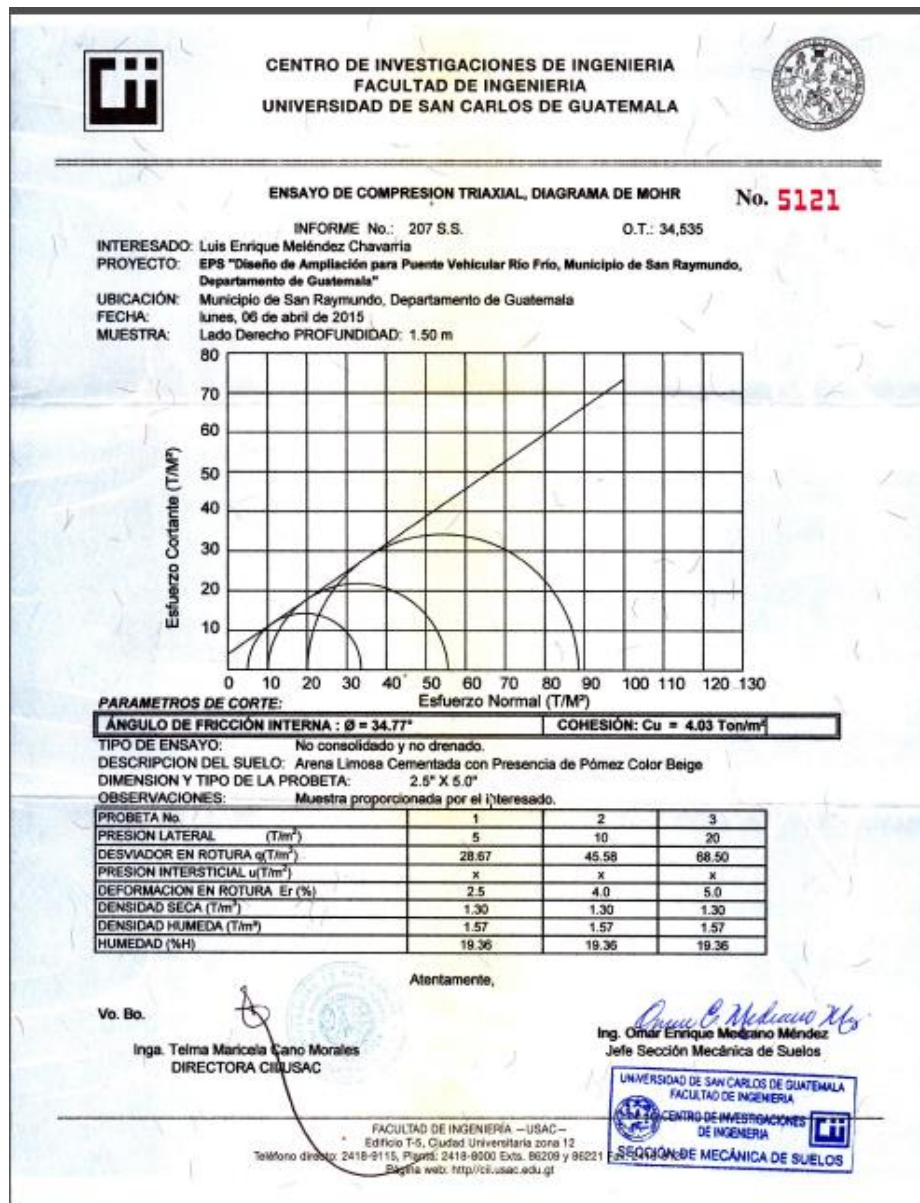 CENTRO DE INVESTIGACIONES DE INGENIERIA
FACULTAD DE INGENIERIA
UNIVERSIDAD DE SAN CARLOS DE GUATEMALA
ENSAYO DE COMPRESION TRIAXIAL, DIAGRAMA DE MOHR
No. 5121
INFORME No.: 207 S.S. O.T.: 34,535
INTERESADO: Luis Enrique Meléndez Chavarria
PROYECTO: EPS "Diseño de Ampliación para Puente Vehicular Río Frío, Municipio de San Raymundo,
Departamento de Guatemala"
UBICACIÓN: Municipio de San Raymundo, Departamento de Guatemala
FECHA: lunes, 06 de abril de 2015
MUESTRA: Lado Derecho PROFUNDIDAD: 1.50 m
80
70
60
50
40
30
20
10
Esfuerzo Cortante (T/M²)
0 10 20 30 40 50 60 70 80 90 100 110 120 130
Esfuerzo Normal (T/M²)
PARAMETROS DE CORTE:
ÁNGULO DE FRICCIÓN INTERNA : Ø = 34.77° COHESIÓN: Cu = 4.03 Ton/m²
TIPO DE ENSAYO: No consolidado y no drenado.
DESCRIPCION DEL SUELO: Arena Limosa Cementada con Presencia de Pómez Color Beige
DIMENSION Y TIPO DE LA PROBETA: 2.5" X 5.0"
OBSERVACIONES: Muestra proporcionada por el interesado.
PROBETA No. 1 2 3
PRESION LATERAL (T/m²) 5 10 20
DESVIADOR EN ROTURA q(T/m²) 28.67 45.58 68.50
PRESION INTERSTICIAL u(T/m²) x x x
DEFORMACION EN ROTURA Er (%) 2.5 4.0 5.0
DENSIDAD SECA (T/m³) 1.30 1.30 1.30
DENSIDAD HUMEDA (T/m³) 1.57 1.57 1.57
HUMEDAD (%H) 19.36 19.36 19.36
Atentamente,
Vo. Bo.
Inga. Telma Maricela Cano Morales
DIRECTORA CII/USAC
Ing. Omar Enrique Medrano Méndez
Jefe Sección Mecánica de Suelos
UNIVERSIDAD DE SAN CARLOS DE GUATEMALA
FACULTAD DE INGENIERIA
CENTRO DE INVESTIGACIONES
DE INGENIERIA
SECCIÓN DE MECÁNICA DE SUELOS
FACULTAD DE INGENIERÍA —USAC—
Edificio T-5, Ciudad Universitaria zona 12
Teléfono directo: 2418-9115, Planta: 2418-8000 Exts. 86209 y 86221
Página web: http//cii.usac.edu.gt